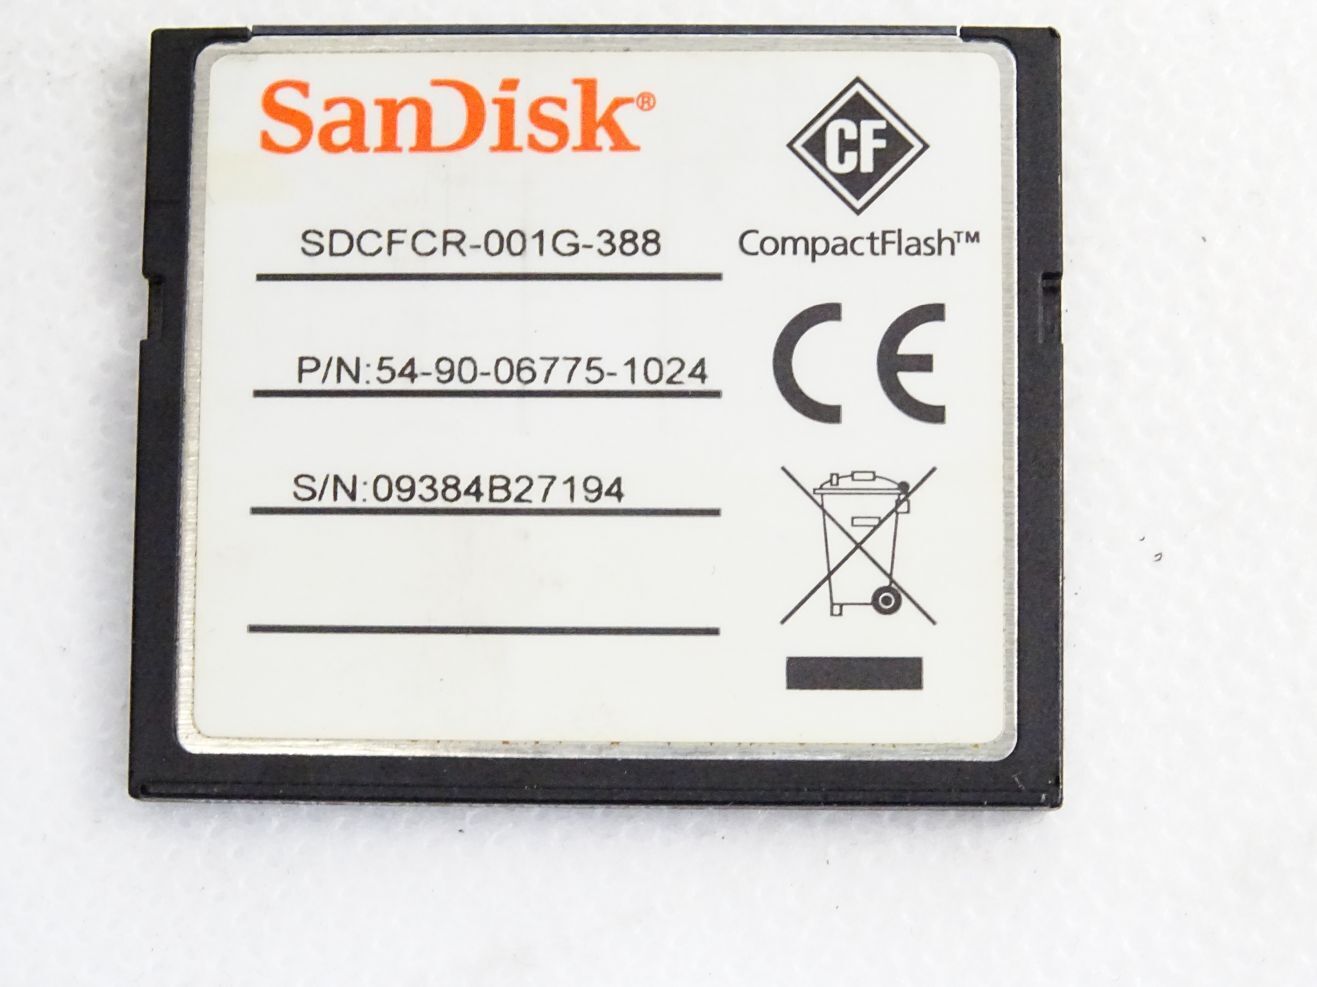 SanDisk®
CF
SDCFCR-001G-388
CompactFlash™
P/N:54-90-06775-1024
CE
S/N:09384B27194